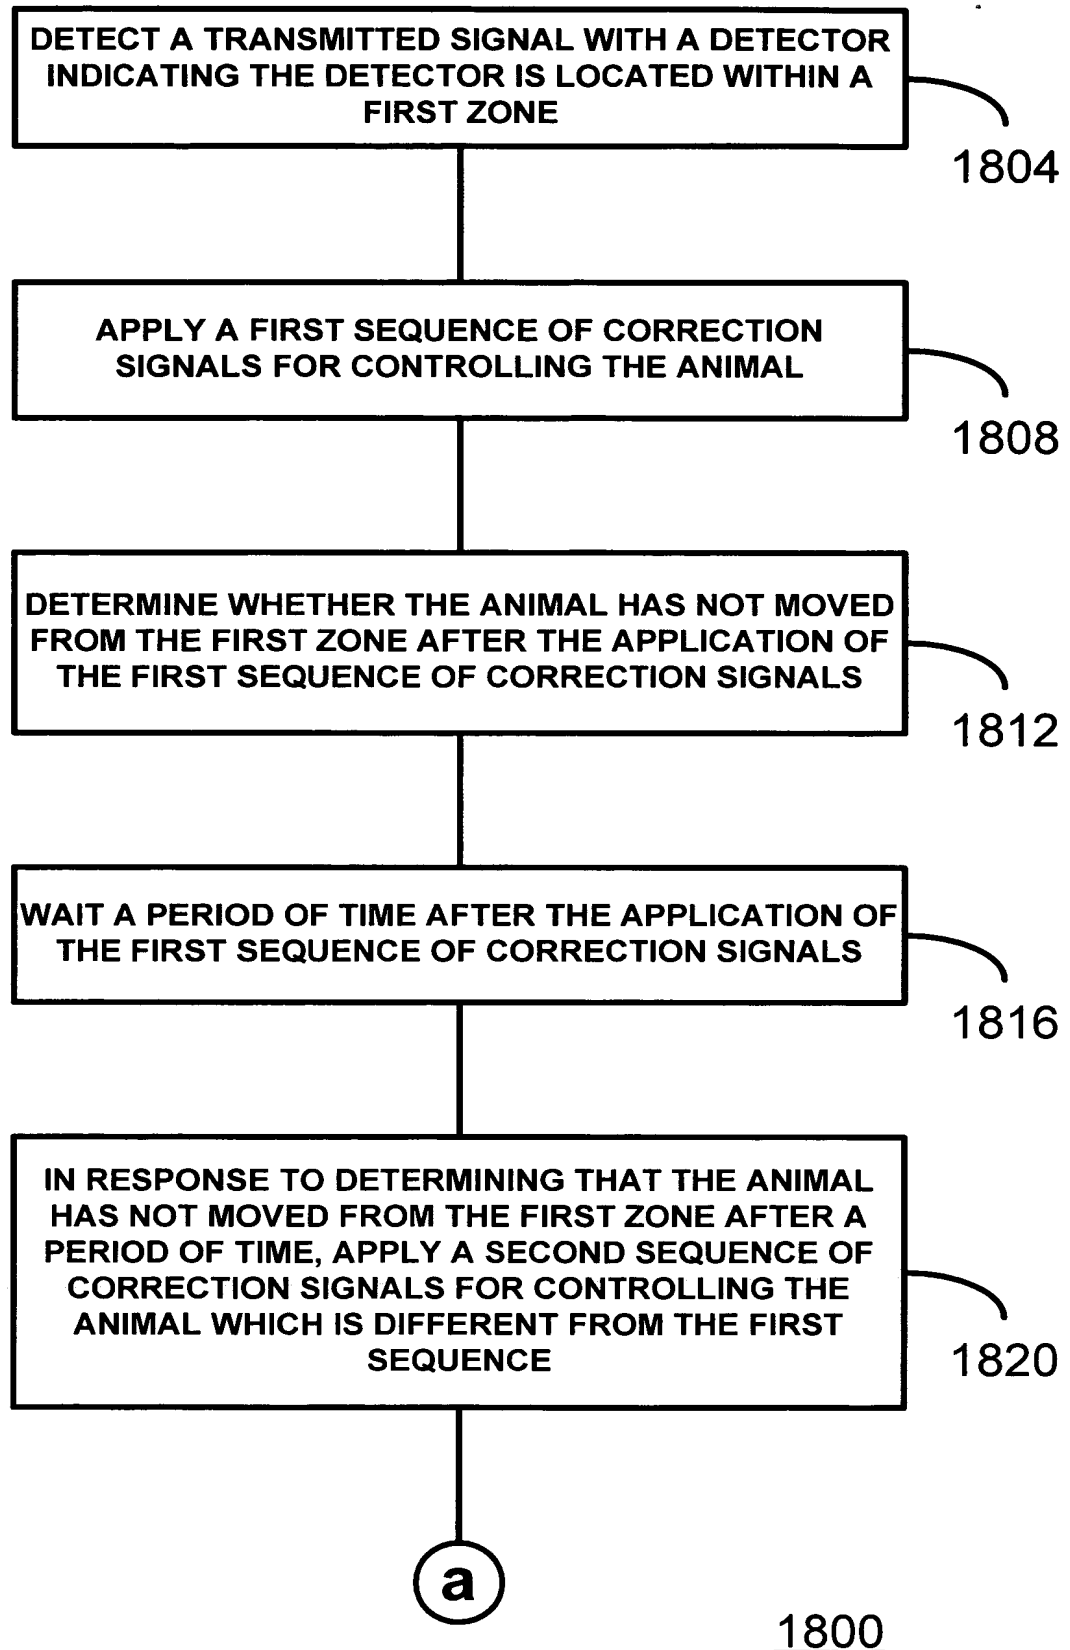 DETECT A TRANSMITTED SIGNAL WITH A DETECTOR
INDICATING THE DETECTOR IS LOCATED WITHIN A
FIRST ZONE
1804
APPLY A FIRST SEQUENCE OF CORRECTION
SIGNALS FOR CONTROLLING THE ANIMAL
1808
DETERMINE WHETHER THE ANIMAL HAS NOT MOVED
FROM THE FIRST ZONE AFTER THE APPLICATION OF
THE FIRST SEQUENCE OF CORRECTION SIGNALS
1812
WAIT A PERIOD OF TIME AFTER THE APPLICATION OF
THE FIRST SEQUENCE OF CORRECTION SIGNALS
1816
IN RESPONSE TO DETERMINING THAT THE ANIMAL
HAS NOT MOVED FROM THE FIRST ZONE AFTER A
PERIOD OF TIME, APPLY A SECOND SEQUENCE OF
CORRECTION SIGNALS FOR CONTROLLING THE
ANIMAL WHICH IS DIFFERENT FROM THE FIRST
SEQUENCE
1820
a
1800